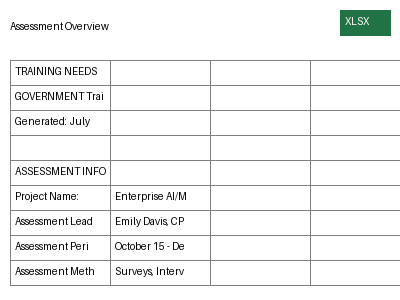 Assessment Overview
XLSX
TRAINING NEEDS
GOVERNMENT Trai
Generated: July
ASSESSMENT INFO
Project Name: Enterprise AI/M
Assessment Lead Emily Davis, CP
Assessment Peri October 15 - De
Assessment Meth Surveys, Interv